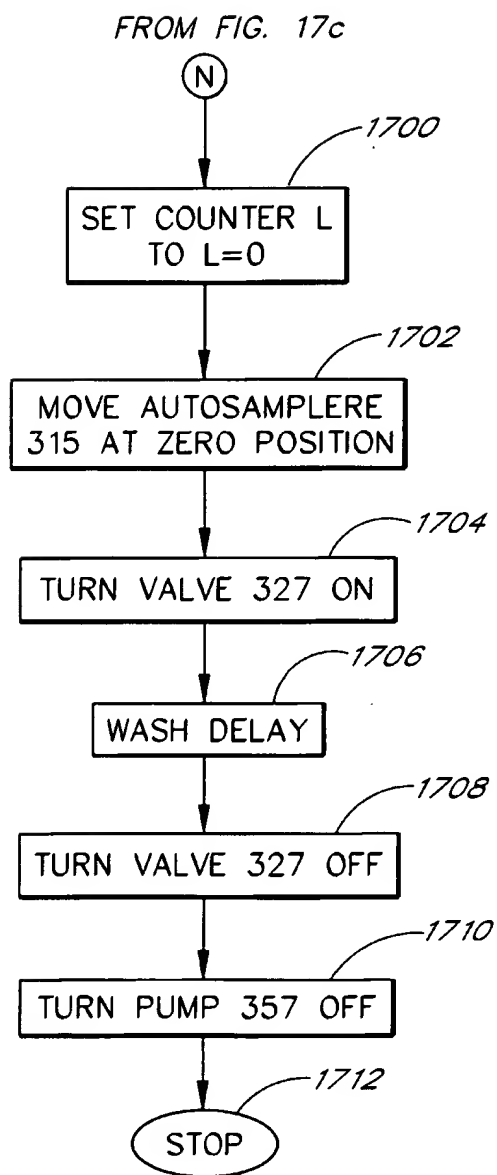 FROM FIG. 17c
N
1700
SET COUNTER L
TO L=0
1702
MOVE AUTOSAMPLERE
315 AT ZERO POSITION
1704
TURN VALVE 327 ON
1706
WASH DELAY
1708
TURN VALVE 327 OFF
1710
TURN PUMP 357 OFF
1712
STOP